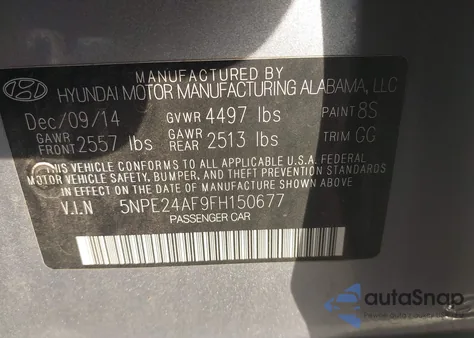 MANUFACTURED BY
HYUNDAI MOTOR MANUFACTURING ALABAMA, LLC
Dec/09/14 GVWR 4497 lbs PAINT 8S
GAWR FRONT 2557 lbs GAWR REAR 2513 lbs TRIM GG
THIS VEHICLE CONFORMS TO ALL APPLICABLE U.S.A. FEDERAL
MOTOR VEHICLE SAFETY, BUMPER, AND THEFT PREVENTION
STANDARDS IN EFFECT ON THE DATE OF MANUFACTURE SHOWN ABOVE.
V.I.N 5NPE24AF9FH150677
PASSENGER CAR
autoSnap